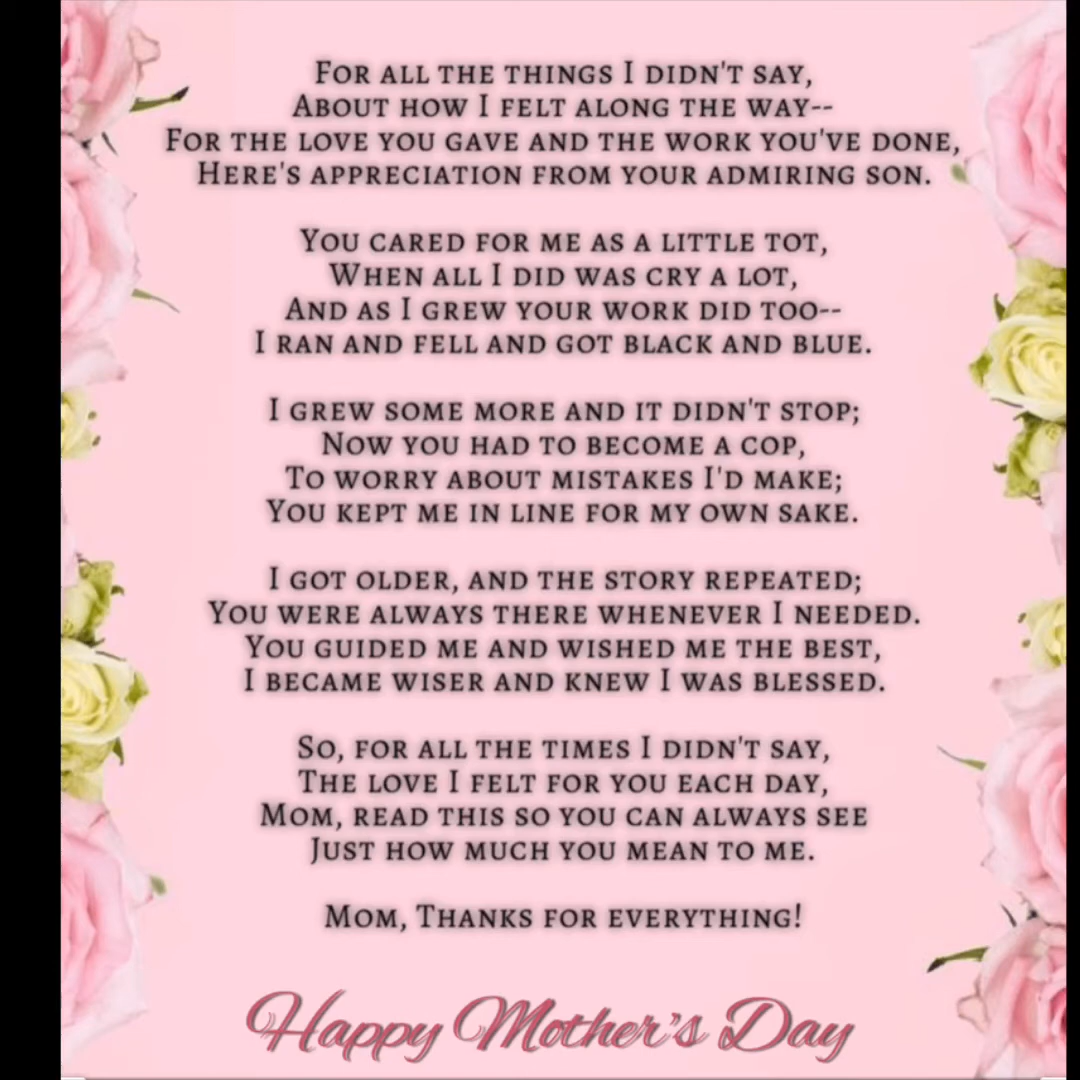 For all the things I didn't say,
About how I felt along the way--
For the love you gave and the work you've done,
Here's appreciation from your admiring son.
You cared for me as a little tot,
When all I did was cry a lot,
And as I grew your work did too--
I ran and fell and got black and blue.
I grew some more and it didn't stop;
Now you had to become a cop,
To worry about mistakes I'd make;
You kept me in line for my own sake.
I got older, and the story repeated;
You were always there whenever I needed.
You guided me and wished me the best,
I became wiser and knew I was blessed.
So, for all the times I didn't say,
The love I felt for you each day,
Mom, read this so you can always see
Just how much you mean to me.
Mom, Thanks for everything!
Happy Mother's Day